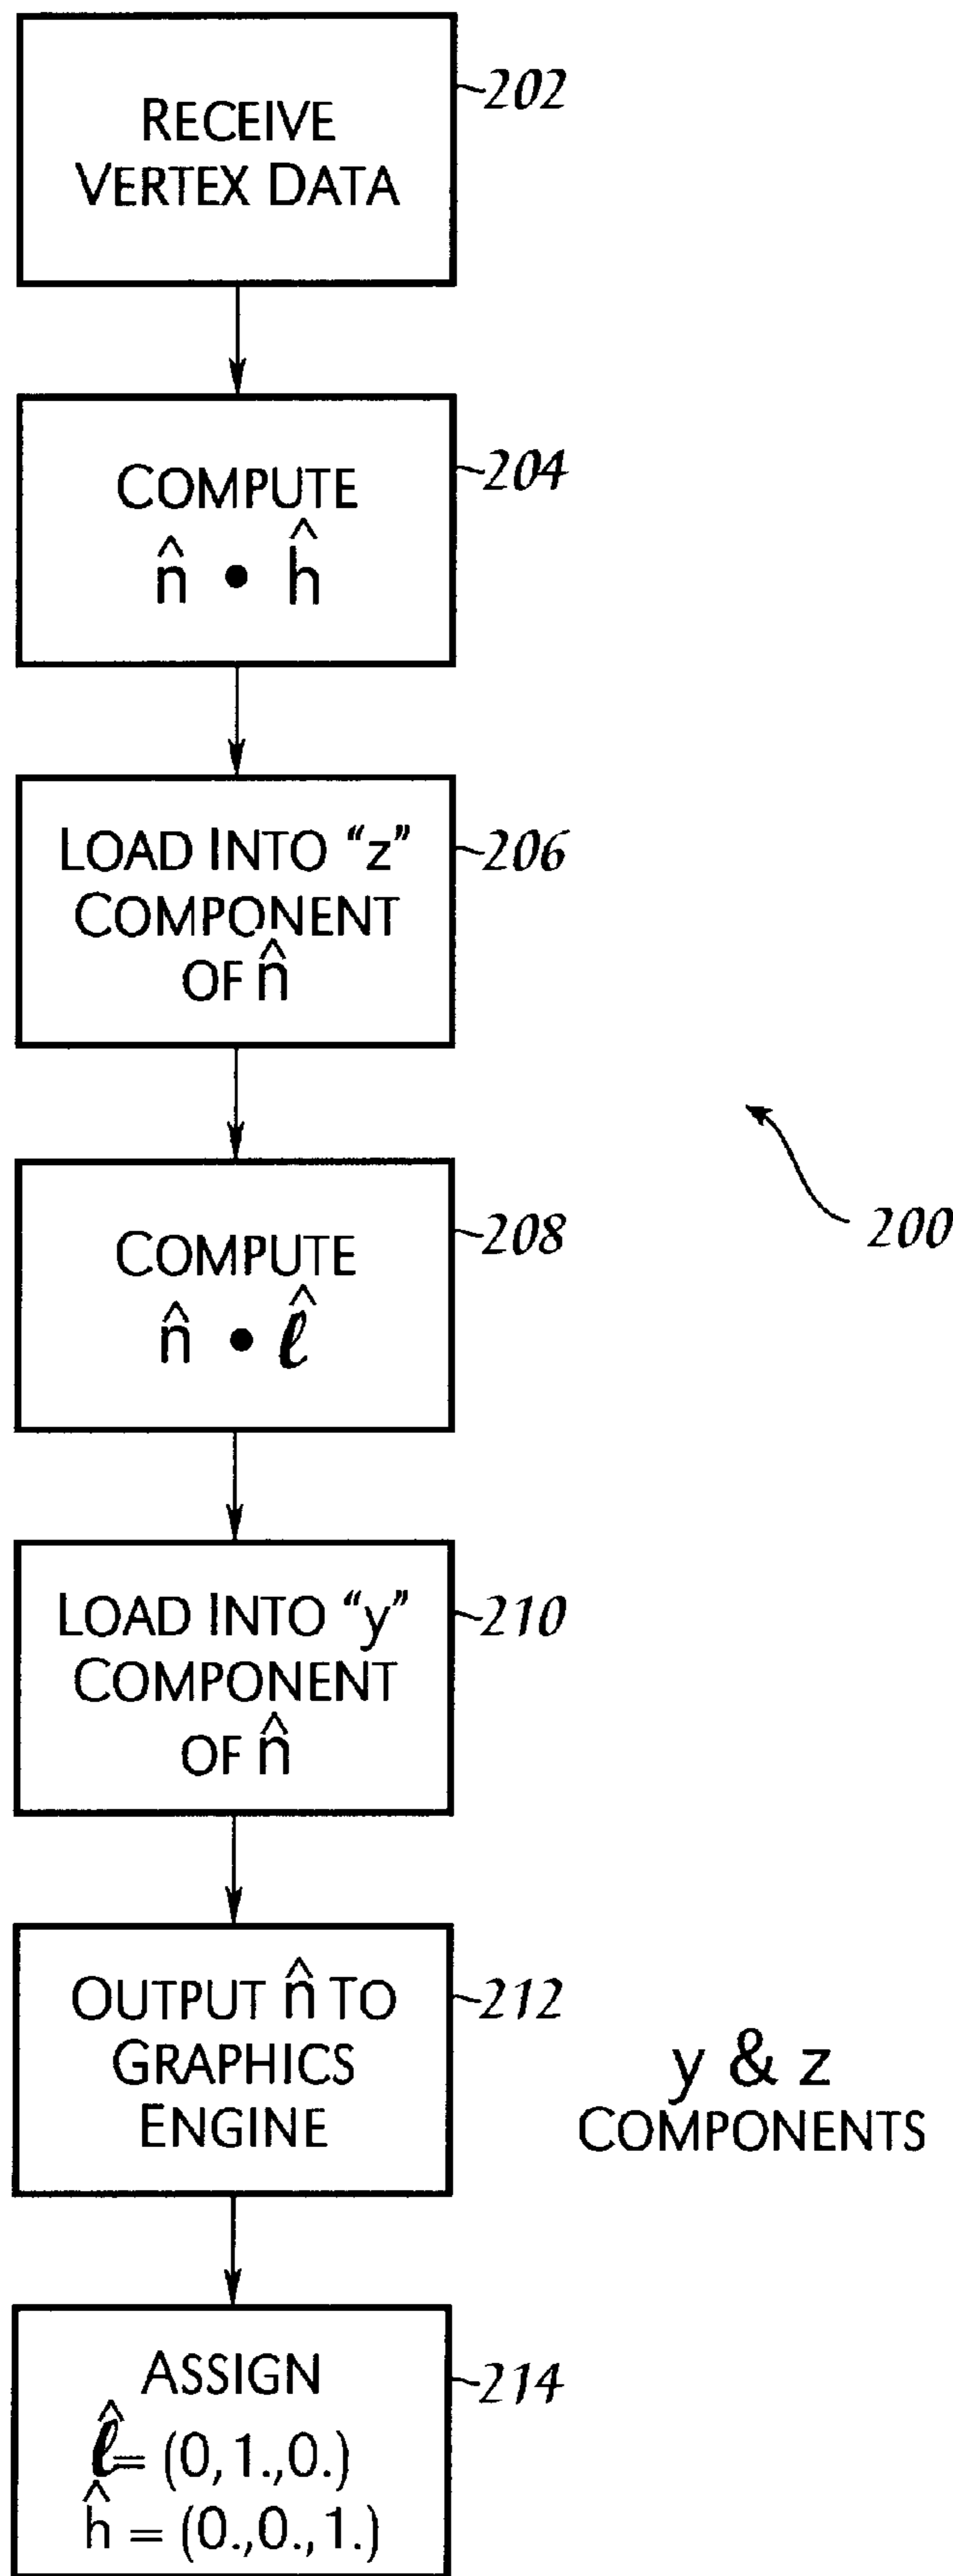 RECEIVE
VERTEX DATA
202
COMPUTE
n̂ • ĥ
204
LOAD INTO “z”
COMPONENT
OF n̂
206
COMPUTE
n̂ • ℓ̂
208
200
LOAD INTO “y”
COMPONENT
OF n̂
210
OUTPUT n̂ TO
GRAPHICS
ENGINE
212
y & z
COMPONENTS
ASSIGN
ℓ̂= (0,1.,0.)
ĥ = (0.,0.,1.)
214